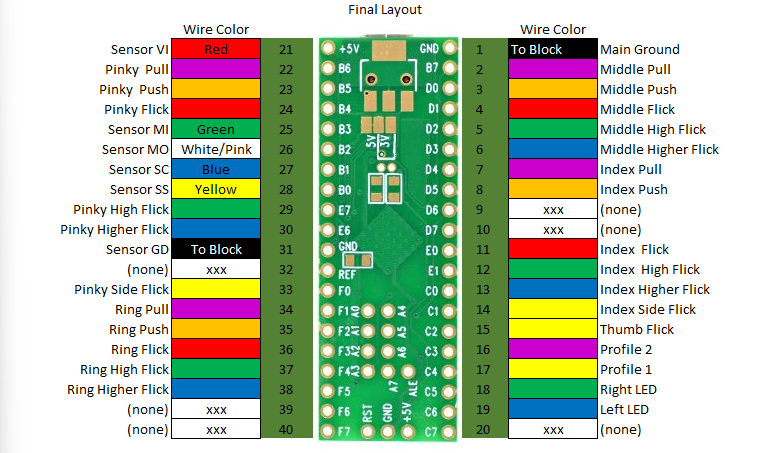 Final Layout
Wire Color Wire Color
Sensor VI Red 21 +5V GND 1 To Block Main Ground
Pinky Pull 22 B6 B7 2 Middle Pull
Pinky Push 23 B5 D0 3 Middle Push
Pinky Flick 24 B4 D1 4 Middle Flick
Sensor MI Green 25 B3 D2 5 Middle High Flick
Sensor MO White/Pink 26 B2 5V 3V D3 6 Middle Higher Flick
Sensor SC Blue 27 B1 D4 7 Index Pull
Sensor SS Yellow 28 B0 D5 8 Index Push
Pinky High Flick 29 E7 D6 9 xxx (none)
Pinky Higher Flick 30 E6 D7 10 xxx (none)
Sensor GD To Block 31 GND E0 11 Index Flick
(none) xxx 32 REF E1 12 Index High Flick
Pinky Side Flick 33 F0 C0 13 Index Higher Flick
Ring Pull 34 F1 A0 A4 C1 14 Index Side Flick
Ring Push 35 F2 A1 A5 C2 15 Thumb Flick
Ring Flick 36 F3 A2 A6 C3 16 Profile 2
Ring High Flick 37 F4 A3 C4 17 Profile 1
Ring Higher Flick 38 F5 A7 ALE C5 18 Right LED
(none) xxx 39 F6 RST GND +5V C6 19 Left LED
(none) xxx 40 F7 C7 20 xxx (none)